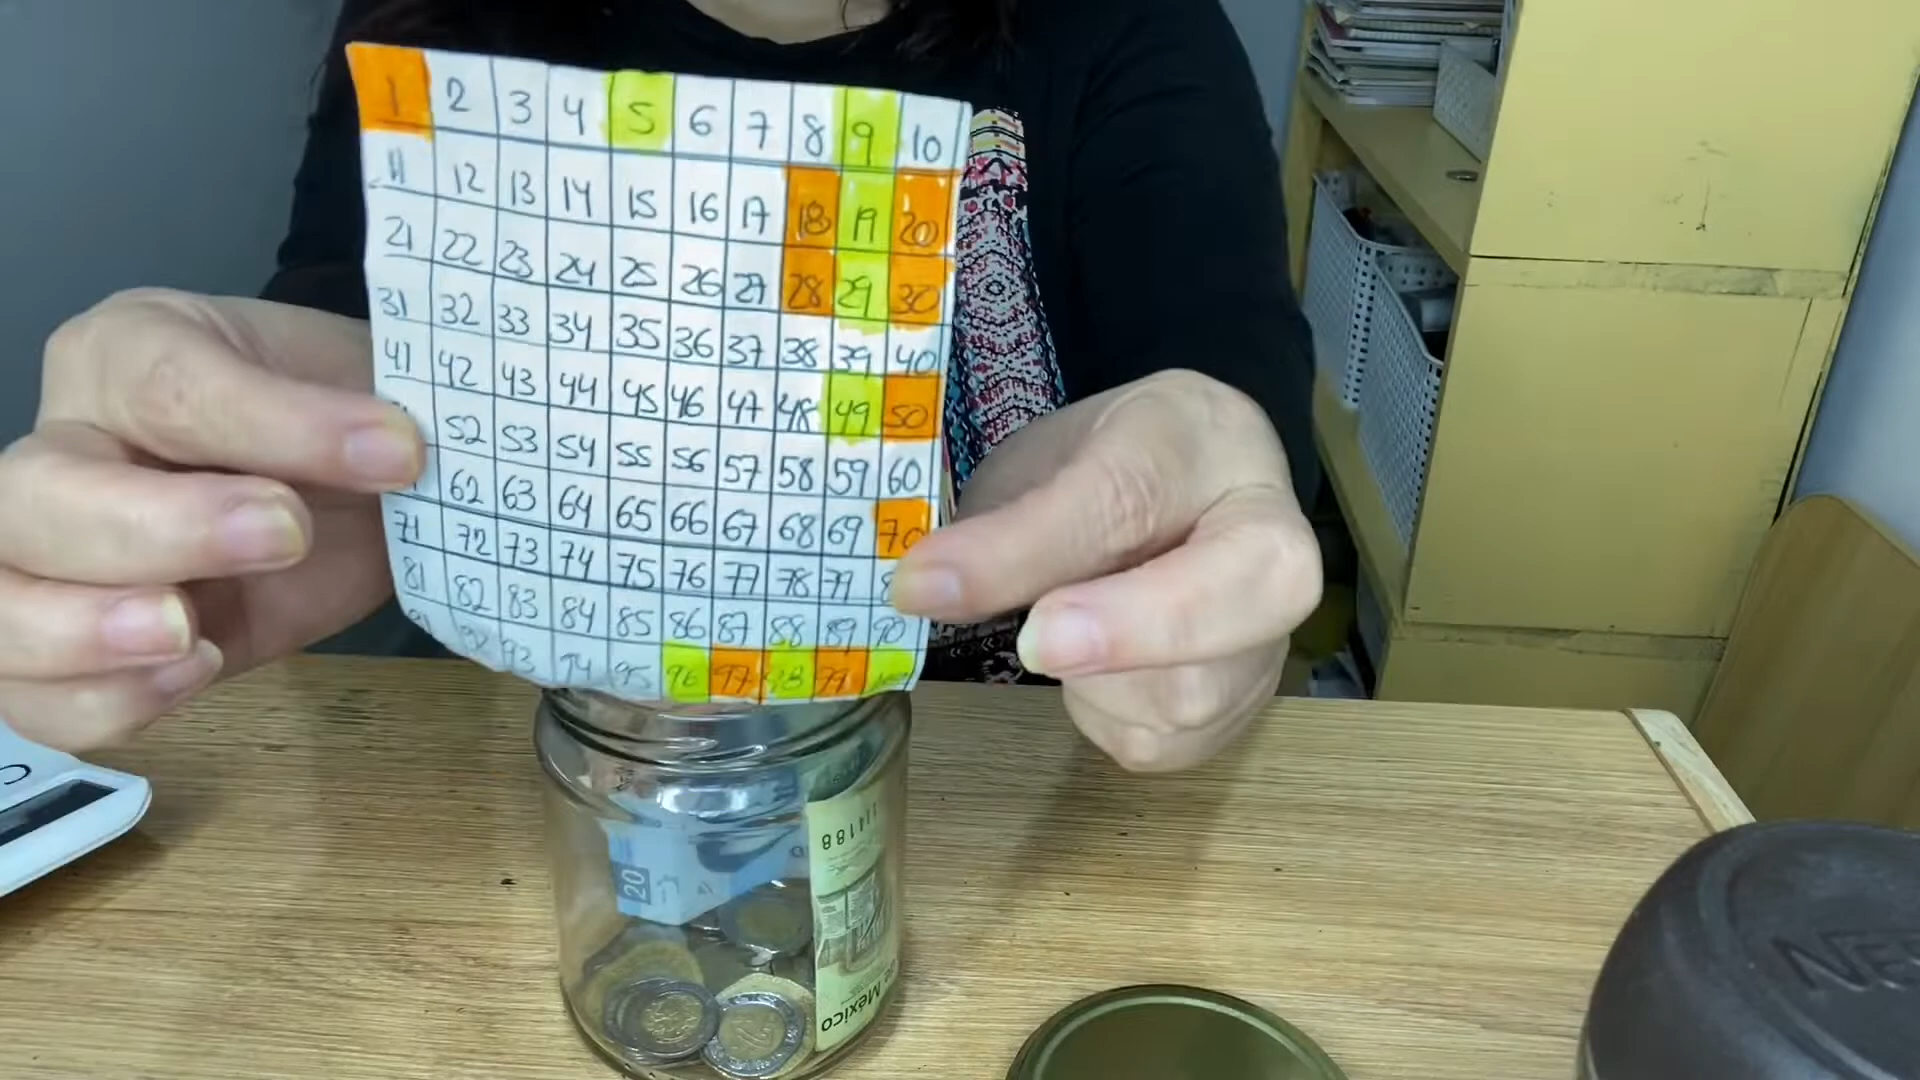 1 2 3 4 5 6 7 8 9 10
11 12 13 14 15 16 17 18 19 20
21 22 23 24 25 26 27 28 29 30
31 32 33 34 35 36 37 38 39 40
41 42 43 44 45 46 47 48 49 50
52 53 54 55 56 57 58 59 60
62 63 64 65 66 67 68 69 70
71 72 73 74 75 76 77 78 79
81 82 83 84 85 86 87 88 89 90
93 94 95 96 97 98 99
20
1114188
México
C